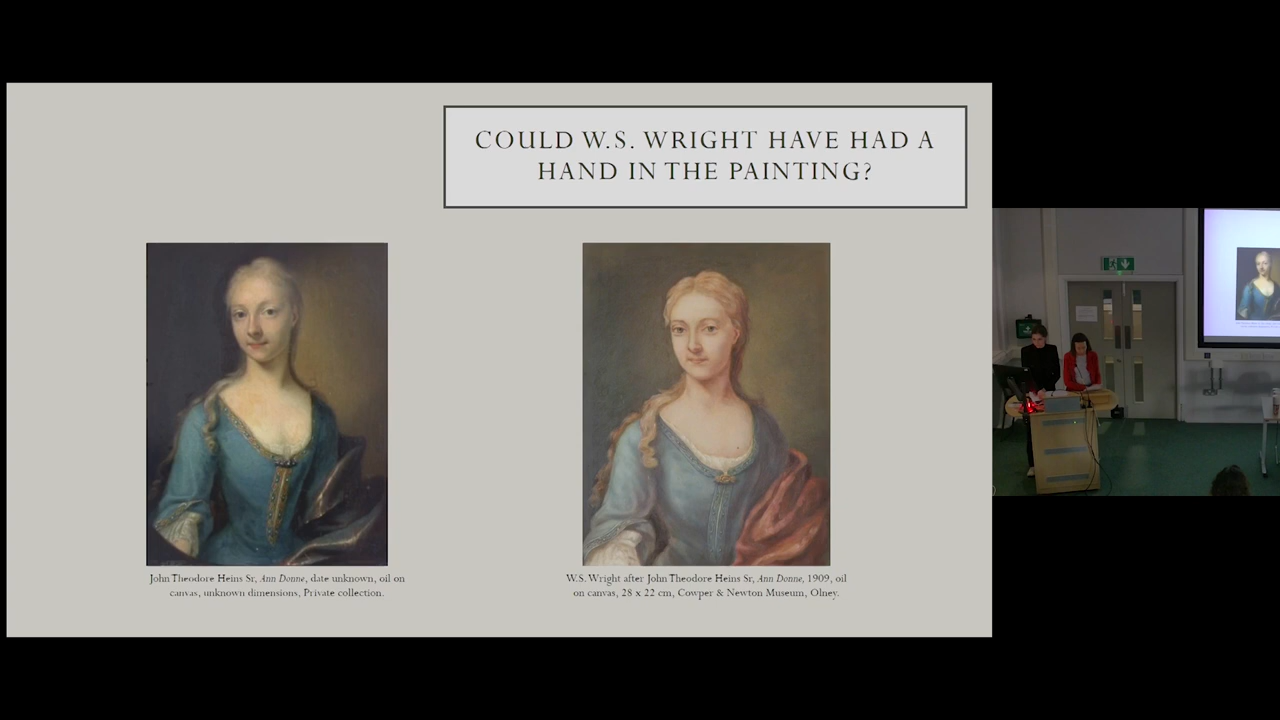 COULD W.S. WRIGHT HAVE HAD A
HAND IN THE PAINTING?
John Theodore Heins Sr, Ann Donne, date unknown, oil on
canvas, unknown dimensions, Private collection.
W.S. Wright after John Theodore Heins Sr, Ann Donne, 1909, oil
on canvas, 28 x 22 cm, Cowper & Newton Museum, Olney.